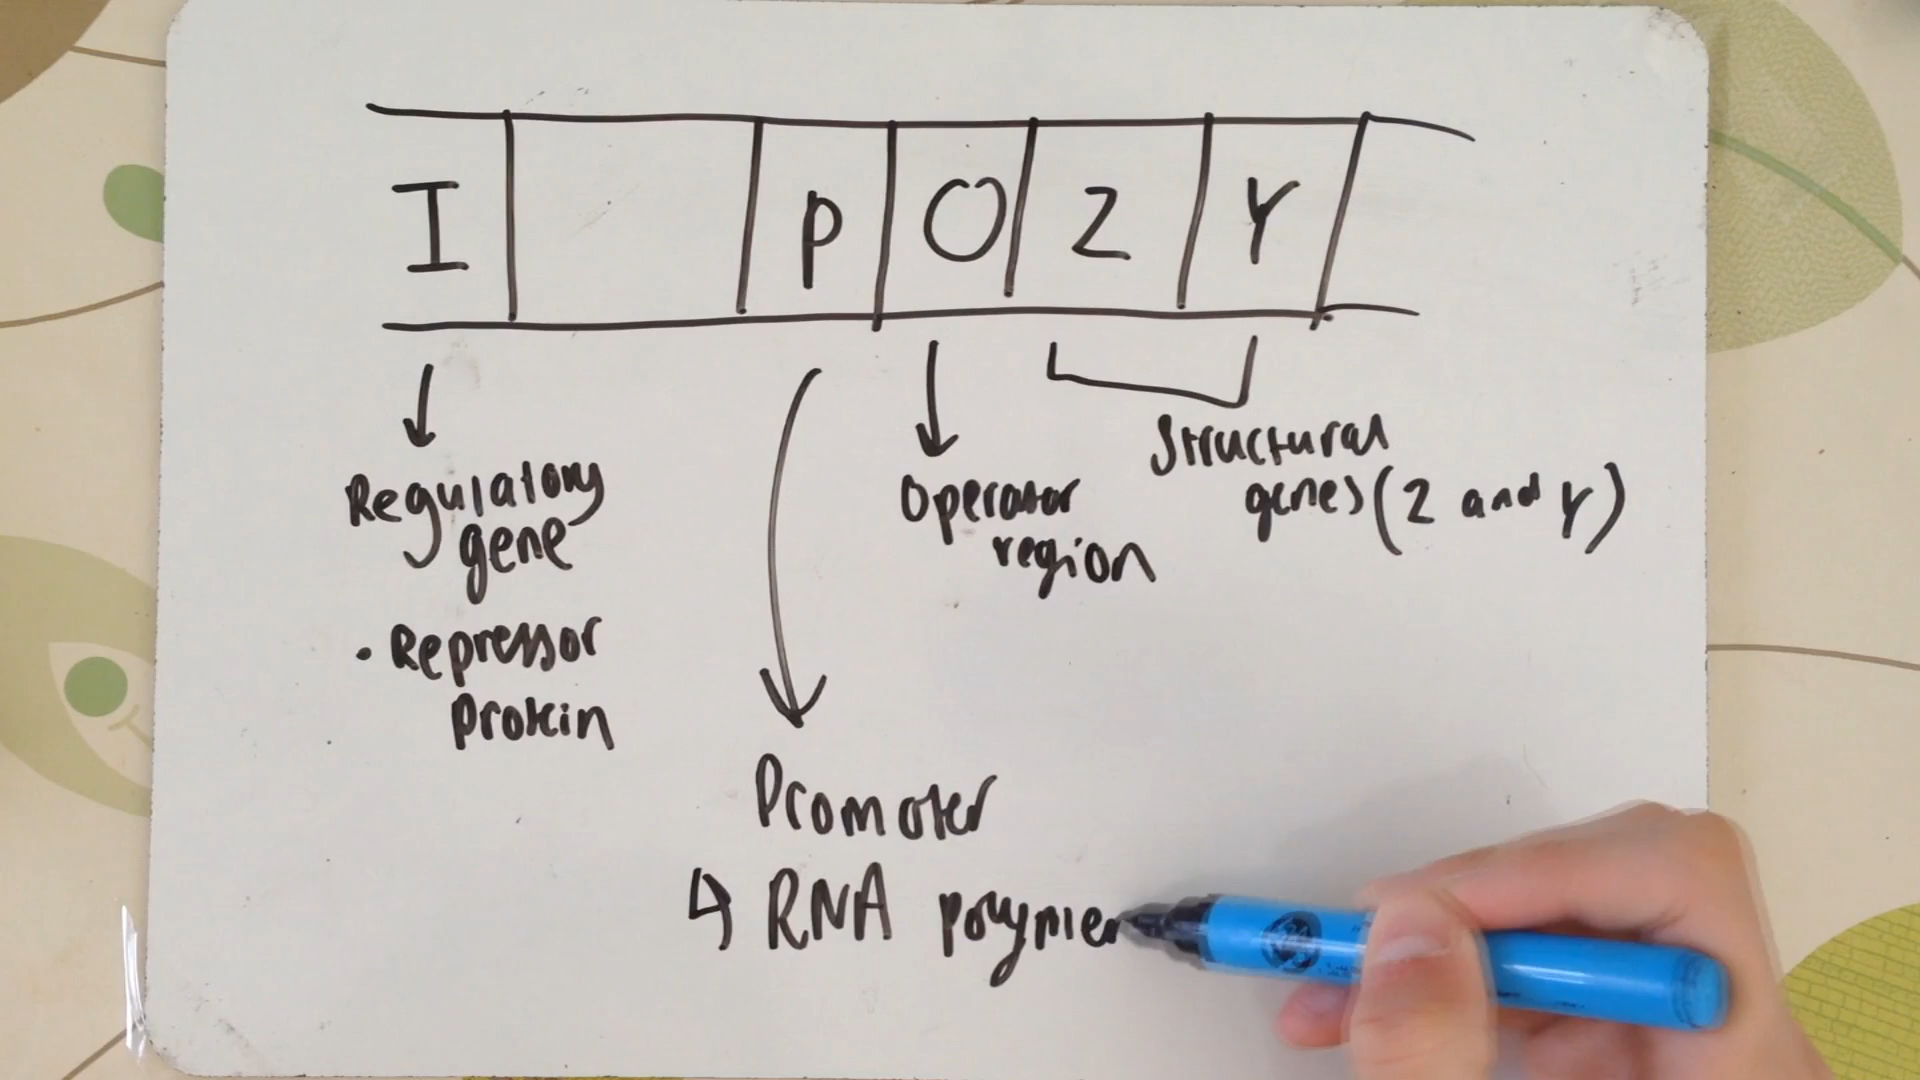 I P O Z Y
Regulatory
gene
• Repressor
protein
Promoter
↳ RNA polymer
Operator
region
Structural
genes (Z and Y)